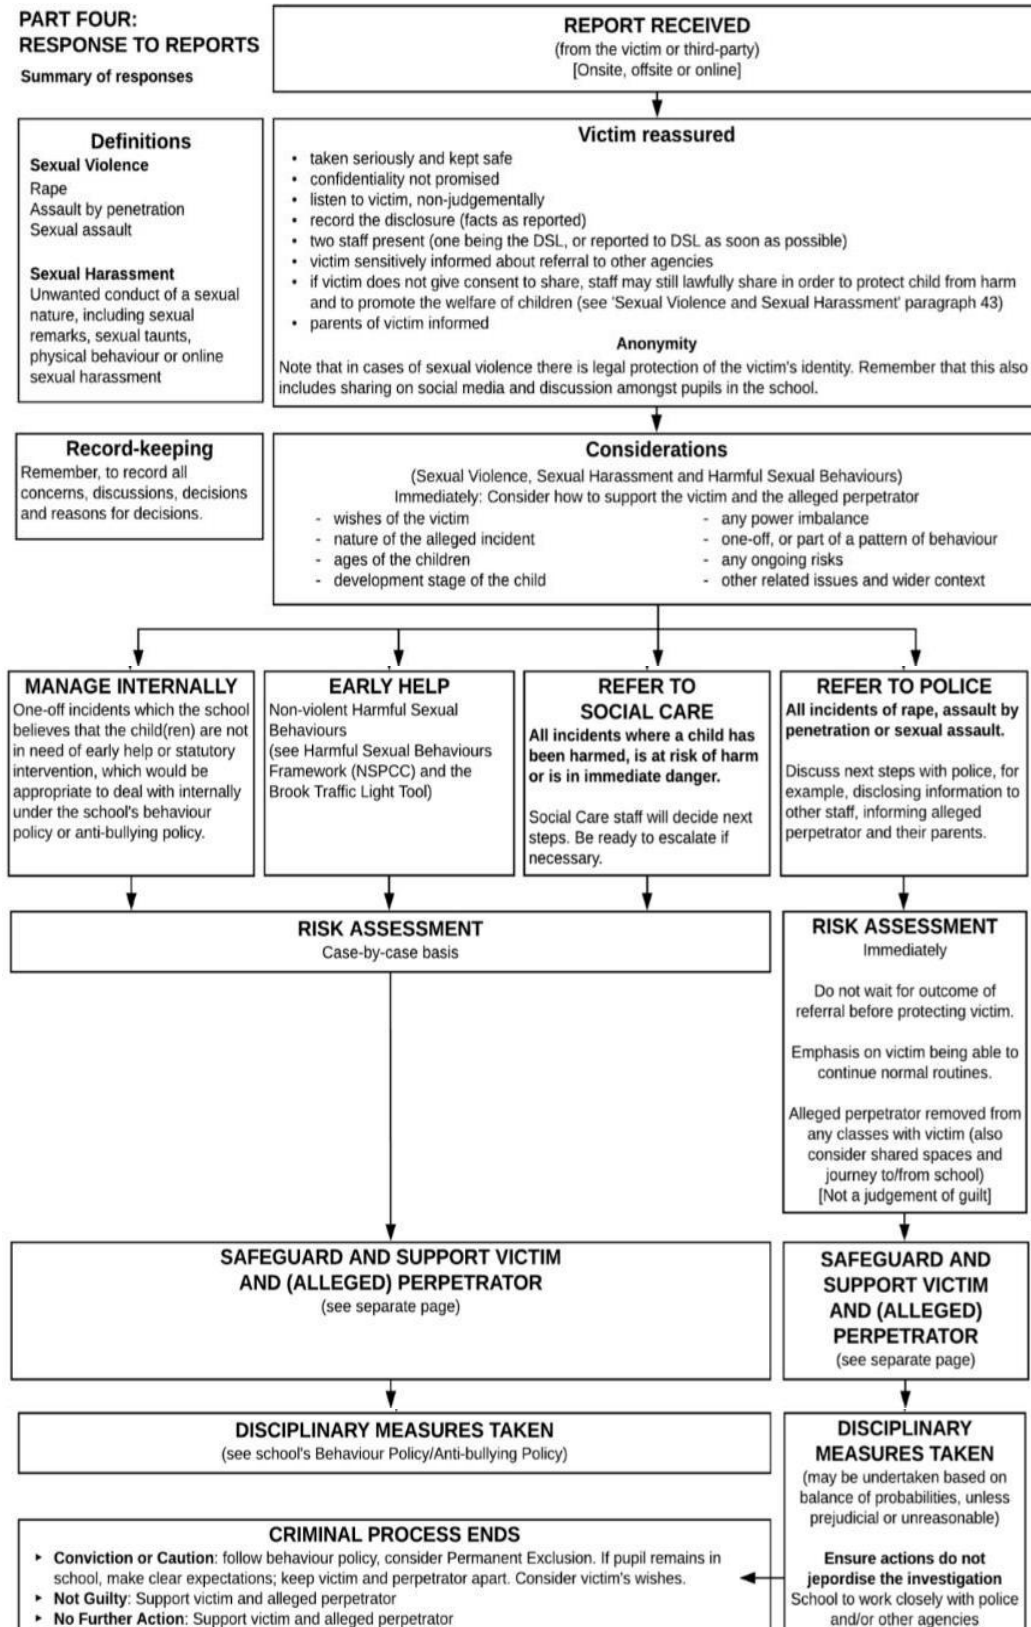 PART FOUR:
RESPONSE TO REPORTS
Summary of responses
REPORT RECEIVED
(from the victim or third-party)
[Onsite, offsite or online]
Definitions
Sexual Violence
Rape
Assault by penetration
Sexual assault
Sexual Harassment
Unwanted conduct of a sexual
nature, including sexual
remarks, sexual taunts,
physical behaviour or online
sexual harassment
Victim reassured
• taken seriously and kept safe
• confidentiality not promised
• listen to victim, non-judgementally
• record the disclosure (facts as reported)
• two staff present (one being the DSL, or reported to DSL as soon as possible)
• victim sensitively informed about referral to other agencies
• if victim does not give consent to share, staff may still lawfully share in order to protect child from harm
and to promote the welfare of children (see 'Sexual Violence and Sexual Harassment' paragraph 43)
• parents of victim informed
Anonymity
Note that in cases of sexual violence there is legal protection of the victim's identity. Remember that this also
includes sharing on social media and discussion amongst pupils in the school.
Record-keeping
Remember, to record all
concerns, discussions, decisions
and reasons for decisions.
Considerations
(Sexual Violence, Sexual Harassment and Harmful Sexual Behaviours)
Immediately: Consider how to support the victim and the alleged perpetrator
- wishes of the victim
- nature of the alleged incident
- ages of the children
- development stage of the child
- any power imbalance
- one-off, or part of a pattern of behaviour
- any ongoing risks
- other related issues and wider context
MANAGE INTERNALLY
One-off incidents which the school
believes that the child(ren) are not
in need of early help or statutory
intervention, which would be
appropriate to deal with internally
under the school's behaviour
policy or anti-bullying policy.
EARLY HELP
Non-violent Harmful Sexual
Behaviours
(see Harmful Sexual Behaviours
Framework (NSPCC) and the
Brook Traffic Light Tool)
REFER TO
SOCIAL CARE
All incidents where a child has
been harmed, is at risk of harm
or is in immediate danger.
Social Care staff will decide next
steps. Be ready to escalate if
necessary.
REFER TO POLICE
All incidents of rape, assault by
penetration or sexual assault.
Discuss next steps with police, for
example, disclosing information to
other staff, informing alleged
perpetrator and their parents.
RISK ASSESSMENT
Case-by-case basis
RISK ASSESSMENT
Immediately
Do not wait for outcome of
referral before protecting victim.
Emphasis on victim being able to
continue normal routines.
Alleged perpetrator removed from
any classes with victim (also
consider shared spaces and
journey to/from school)
[Not a judgement of guilt]
SAFEGUARD AND SUPPORT VICTIM
AND (ALLEGED) PERPETRATOR
(see separate page)
SAFEGUARD AND
SUPPORT VICTIM
AND (ALLEGED)
PERPETRATOR
(see separate page)
DISCIPLINARY MEASURES TAKEN
(see school's Behaviour Policy/Anti-bullying Policy)
DISCIPLINARY
MEASURES TAKEN
(may be undertaken based on
balance of probabilities, unless
prejudicial or unreasonable)
Ensure actions do not
jepordise the investigation
School to work closely with police
and/or other agencies
CRIMINAL PROCESS ENDS
▸ Conviction or Caution: follow behaviour policy, consider Permanent Exclusion. If pupil remains in
school, make clear expectations; keep victim and perpetrator apart. Consider victim's wishes.
▸ Not Guilty: Support victim and alleged perpetrator
▸ No Further Action: Support victim and alleged perpetrator